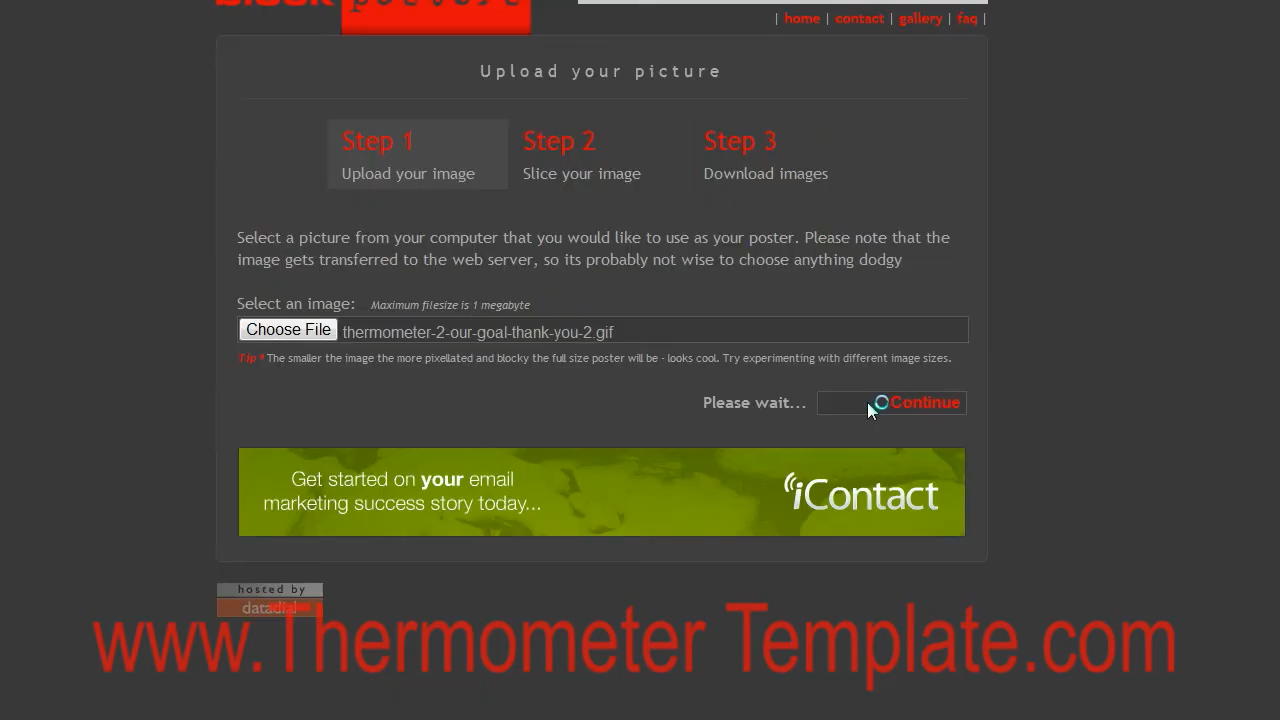 | home | contact | gallery | faq |
Upload your picture
Step 1
Upload your image
Step 2
Slice your image
Step 3
Download images
Select a picture from your computer that you would like to use as your poster. Please note that the
image gets transferred to the web server, so its probably not wise to choose anything dodgy
Select an image: Maximum filesize is 1 megabyte
Choose File thermometer-2-our-goal-thank-you-2.gif
Tip * The smaller the image the more pixellated and blocky the full size poster will be - looks cool. Try experimenting with different image sizes.
Please wait... Continue
Get started on your email
marketing success story today...
iContact
hosted by
datadial
www.Thermometer Template.com